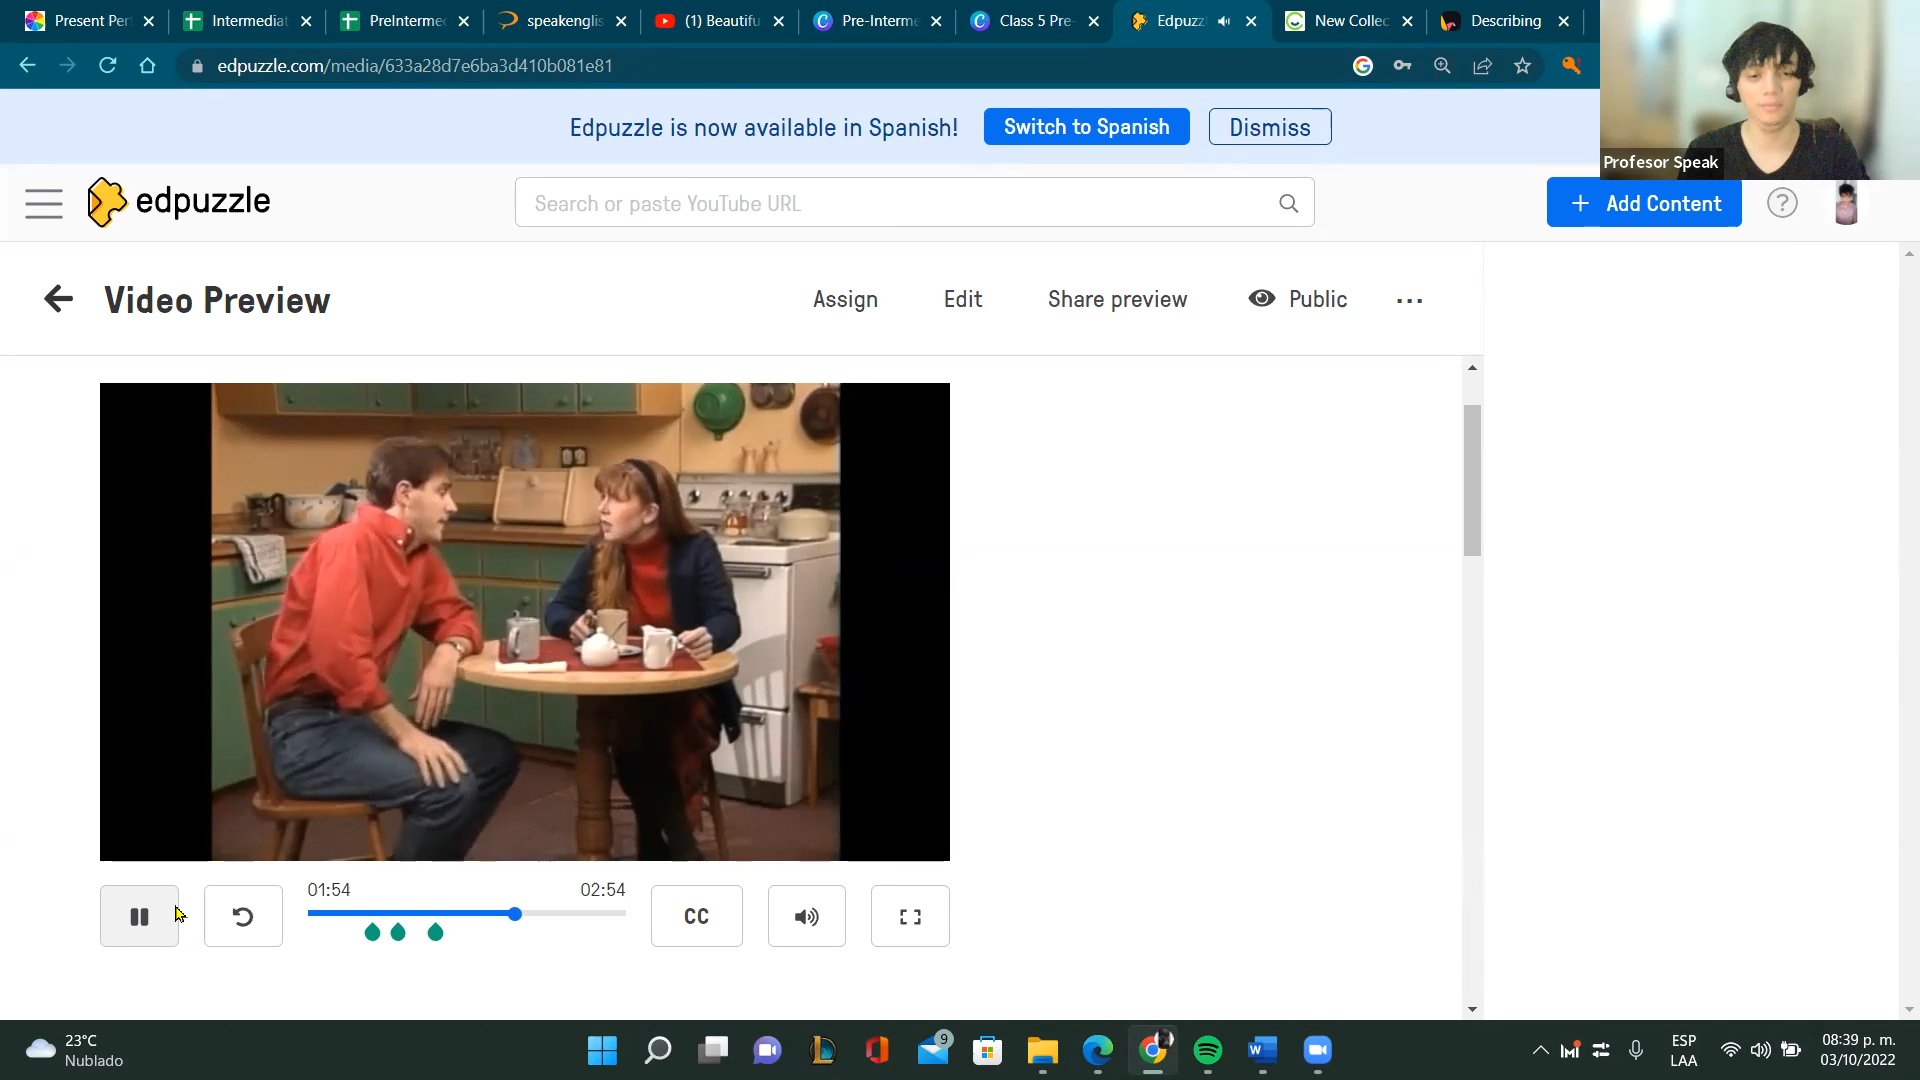 Present Per
Intermediat
PreInterme
speakenglis
(1) Beautifu
Pre-Interme
Class 5 Pre-
Edpuzz
New Collec
Describing
edpuzzle.com/media/633a28d7e6ba3d410b081e81
Edpuzzle is now available in Spanish!
Switch to Spanish
Dismiss
Profesor Speak
edpuzzle
Search or paste YouTube URL
+ Add Content
?
Video Preview
Assign
Edit
Share preview
Public
...
01:54
02:54
CC
23°C
Nublado
9
ESP
LAA
08:39 p. m.
03/10/2022